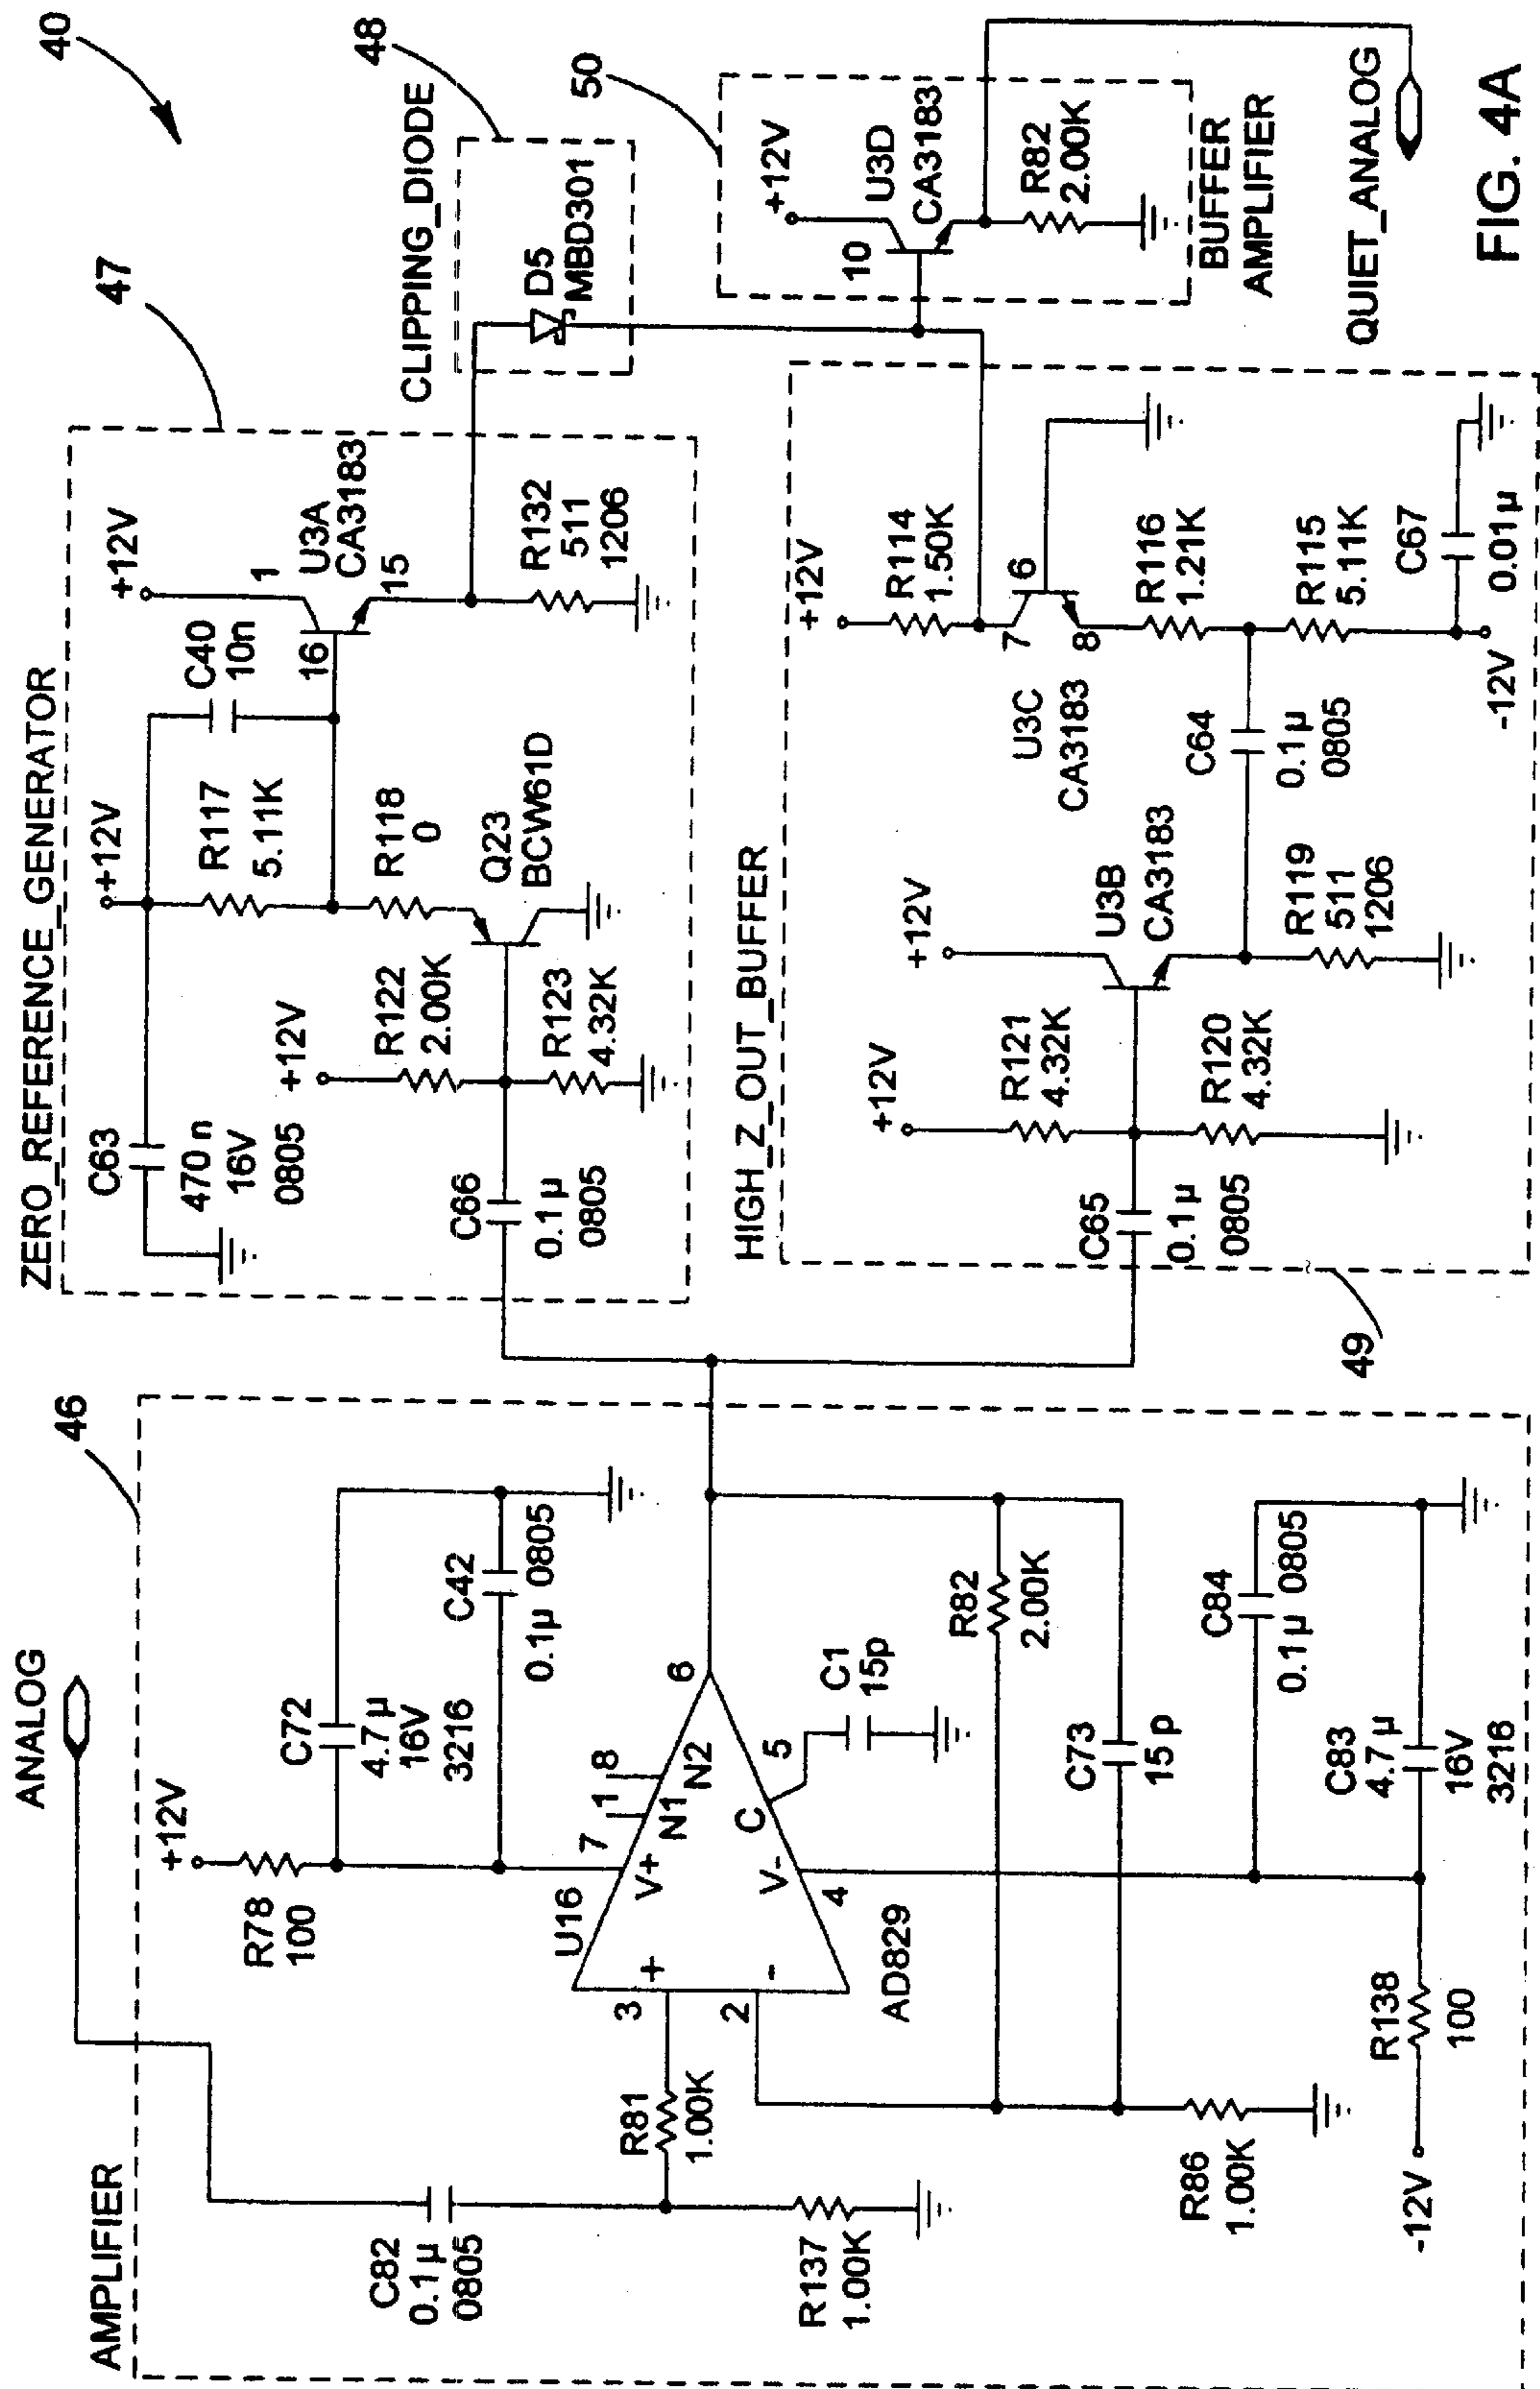 40
AMPLIFIER
ANALOG
46
C82
0.1µ
0805
R137
1.00K
R81
1.00K
R86
1.00K
+12V
R78
100
C72
4.7µ
16V
3216
C42
0.1µ 0805
U16
3
+
2
-
7
V+
1
N1
8
N2
6
V-
4
C
5
AD829
C1
15p
R82
2.00K
C73
15p
C84
0.1µ 0805
C83
4.7µ
16V
3216
R138
100
-12V
ZERO_REFERENCE_GENERATOR
47
C63
470n
16V
0805
+12V
R117
5.11K
C40
10n
+12V
1
U3A
CA3183
16
15
R118
0
Q23
BCW61D
+12V
R122
2.00K
R123
4.32K
C66
0.1µ
0805
R132
511
1206
CLIPPING_DIODE
48
D5
MBD301
50
+12V
U3D
10
CA3183
R82
2.00K
BUFFER
AMPLIFIER
QUIET_ANALOG
HIGH_Z_OUT_BUFFER
49
C65
0.1µ
0805
+12V
R121
4.32K
R120
4.32K
+12V
U3B
CA3183
R119
511
1206
C64
0.1µ
0805
U3C
CA3183
+12V
R114
1.50K
7
6
8
R116
1.21K
R115
5.11K
C67
0.01µ
-12V
FIG. 4A